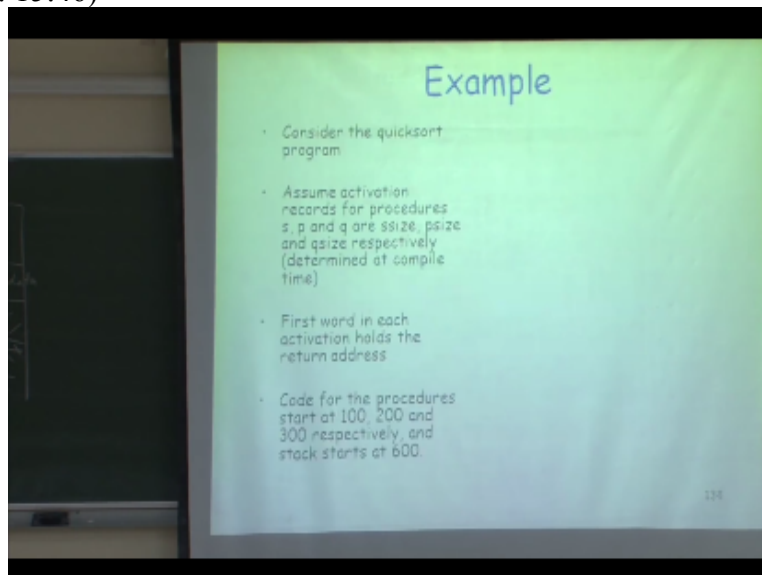 Example
• Consider the quicksort
program
• Assume activation
records for procedures
s, p and q are ssize, psize
and qsize respectively
(determined at compile
time)
• First word in each
activation holds the
return address
• Code for the procedures
start at 100, 200 and
300 respectively, and
stack starts at 600.